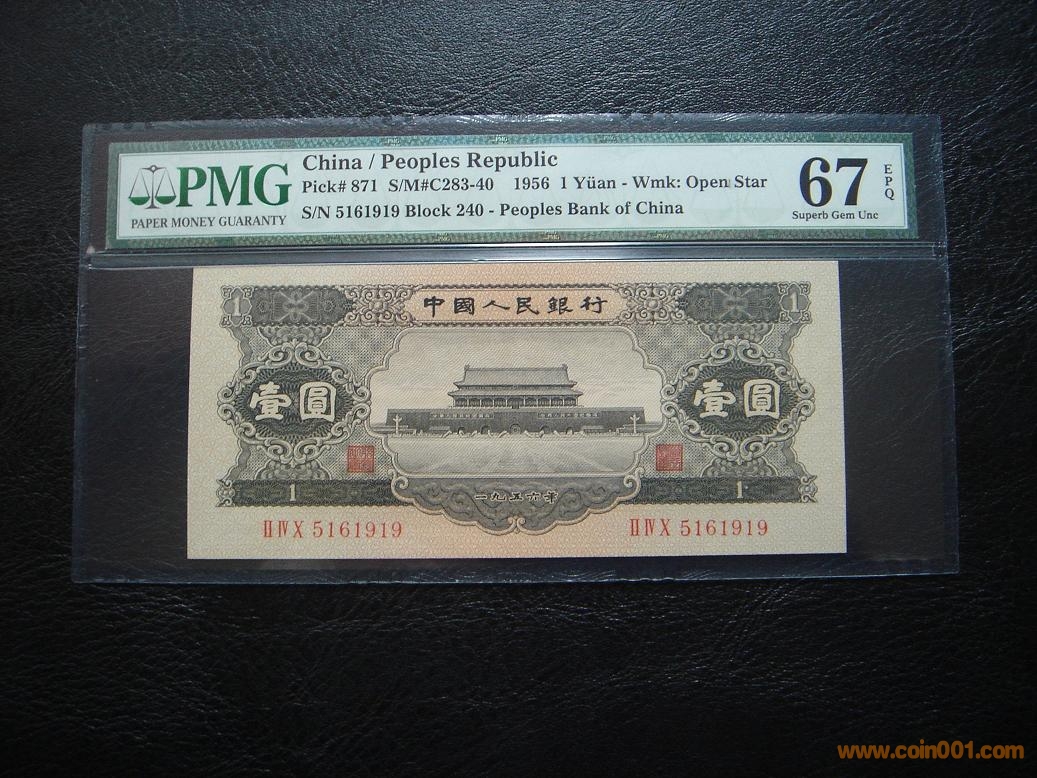 PMG
PAPER MONEY GUARANTY
China / Peoples Republic
Pick# 871 S/M#C283-40 1956 1 Yüan - Wmk: Open Star
S/N 5161919 Block 240 - Peoples Bank of China
67
EPQ
Superb Gem Unc
1 中國人民銀行 1
壹圓 壹圓
1 一九五六年 1
ⅡⅣⅩ 5161919 ⅡⅣⅩ 5161919
www.coin001.com